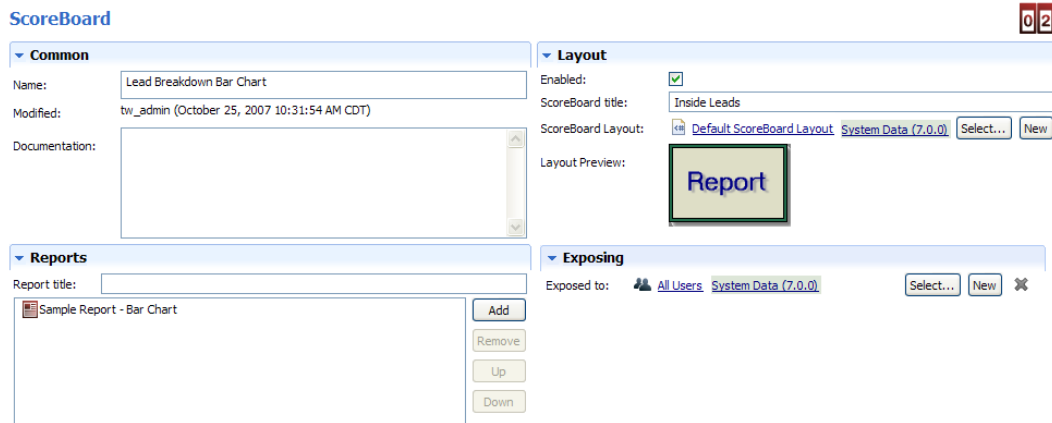 ScoreBoard
02
Common
Name:
Lead Breakdown Bar Chart
Modified:
tw_admin (October 25, 2007 10:31:54 AM CDT)
Documentation:
Layout
Enabled:
ScoreBoard title:
Inside Leads
ScoreBoard Layout:
Default ScoreBoard Layout System Data (7.0.0) Select... New
Layout Preview:
Report
Reports
Report title:
Sample Report - Bar Chart
Add
Remove
Up
Down
Exposing
Exposed to:
All Users System Data (7.0.0) Select... New